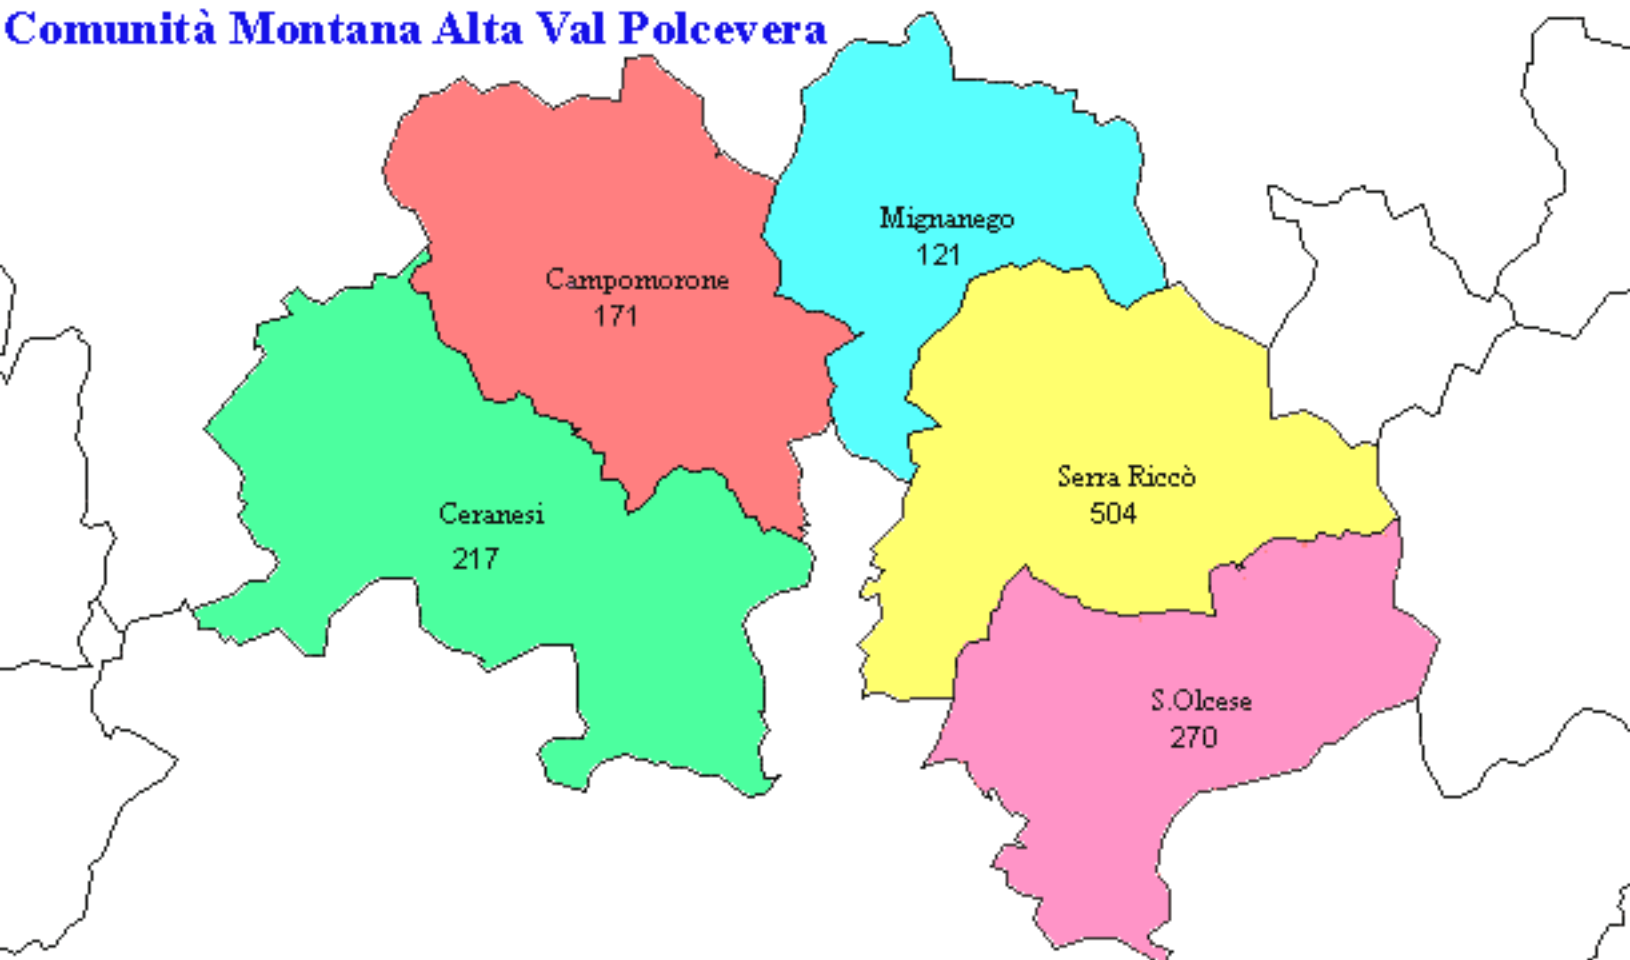 Comunità Montana Alta Val Polcevera
Mignanego
121
Campomorone
171
Serra Riccò
504
Ceranesi
217
S.Olcese
270